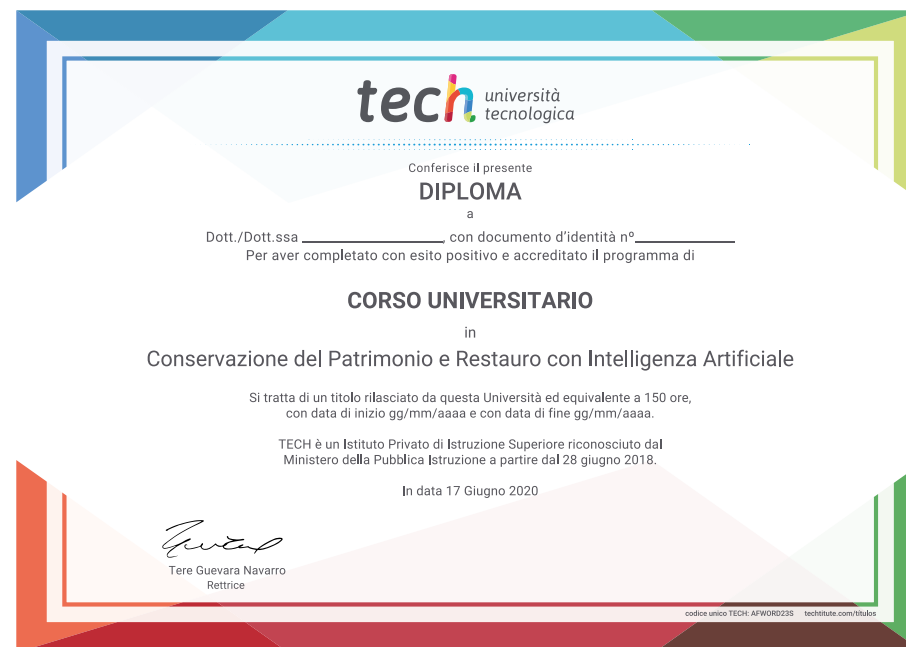 tech università
tecnologica
Conferisce il presente
DIPLOMA
a
Dott./Dott.ssa ________________, con documento d'identità nº____________
Per aver completato con esito positivo e accreditato il programma di
CORSO UNIVERSITARIO
in
Conservazione del Patrimonio e Restauro con Intelligenza Artificiale
Si tratta di un titolo rilasciato da questa Università ed equivalente a 150 ore,
con data di inizio gg/mm/aaaa e con data di fine gg/mm/aaaa.
TECH è un Istituto Privato di Istruzione Superiore riconosciuto dal
Ministero della Pubblica Istruzione a partire dal 28 giugno 2018.
In data 17 Giugno 2020
Tere Guevara Navarro
Rettrice
codice unico TECH: AFWORD23S techtitute.com/titulos